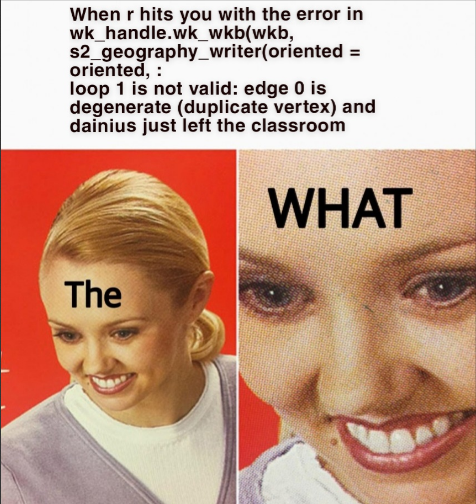 When r hits you with the error in
wk_handle.wk_wkb(wkb,
s2_geography_writer(oriented =
oriented, :
loop 1 is not valid: edge 0 is
degenerate (duplicate vertex) and
dainius just left the classroom
The
WHAT